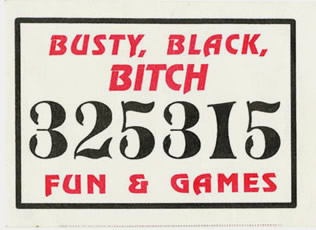 BUSTY, BLACK,
BITCH
325315
FUN & GAMES